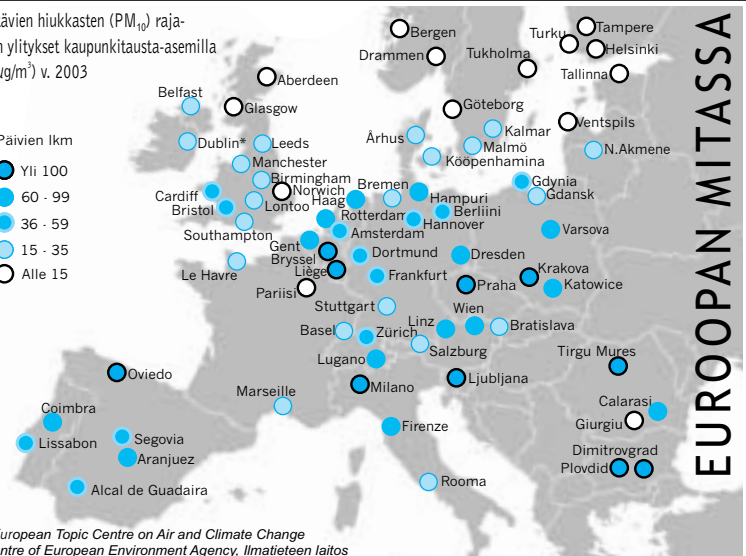 tävien hiukkasten (PM10) raja-
n ylitykset kaupunkitausta-asemilla
ug/m³) v. 2003
Päivien lkm
Yli 100
60 - 99
36 - 59
15 - 35
Alle 15
EUROOPAN MITASSA
Bergen
Drammen
Turku
Tampere
Helsinki
Tukholma
Tallinna
Aberdeen
Belfast
Glasgow
Göteborg
Ventspils
Dublin*
Leeds
Århus
Kalmar
Malmö
Kööpenhamina
N.Akmene
Manchester
Birmingham
Cardiff
Norwich
Bristol
Lontoo
Southampton
Haag
Bremen
Hampuri
Gdynia
Gdansk
Rotterdam
Berliini
Hannover
Amsterdam
Varsova
Gent
Bryssel
Dortmund
Dresden
Le Havre
Liège
Frankfurt
Krakova
Katowice
Pariisi
Praha
Stuttgart
Wien
Linz
Bratislava
Basel
Zürich
Salzburg
Lugano
Tirgu Mures
Oviedo
Milano
Ljubljana
Marseille
Calarasi
Giurgiu
Coimbra
Firenze
Lissabon
Segovia
Aranjuez
Dimitrovgrad
Plovdid
Alcal de Guadaira
Rooma
European Topic Centre on Air and Climate Change
entre of European Environment Agency, Ilmatieteen laitos